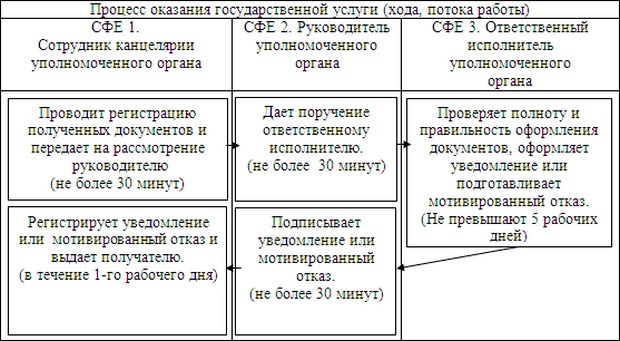 Процесс оказания государственной услуги (хода, потока работы)
СФЕ 1.
Сотрудник канцелярии
уполномоченного органа
СФЕ 2. Руководитель
уполномоченного
органа
СФЕ 3. Ответственный
исполнитель
уполномоченного
органа
Проводит регистрацию
полученных документов и
передает на рассмотрение
руководителю
(не более 30 минут)
Дает поручение
ответственному
исполнителю.
(не более 30 минут)
Проверяет полноту и
правильность оформления
документов, оформляет
уведомление или
подготавливает
мотивированный отказ.
(Не превышают 5 рабочих
дней)
Регистрирует уведомление
или мотивированный отказ и
выдает получателю.
(в течение 1-го рабочего дня)
Подписывает
уведомление или
мотивированный
отказ.
(не более 30 минут)